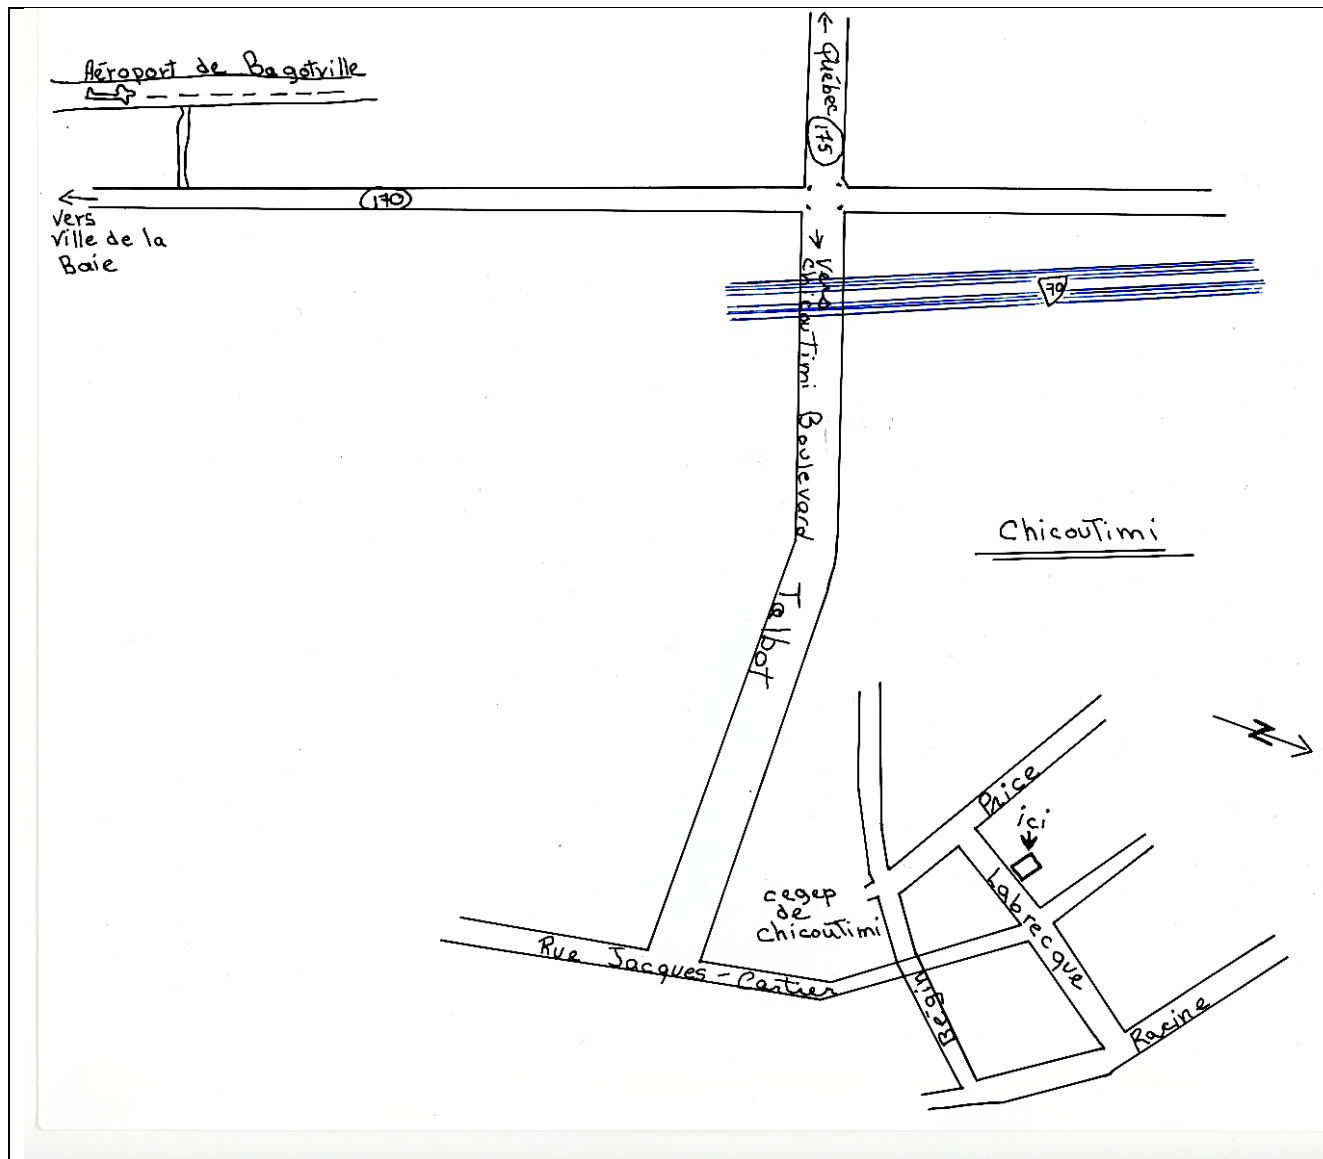 Aéroport de Bagotville
← Québec
175
170
vers
Ville de la
Baie
→ Vers
Chicoutimi Boulevard Talbot
70
Chicoutimi
N
Price
ici
Labrecque
cegep
de
Chicoutimi
Rue Jacques-Cartier
Bégin
Racine